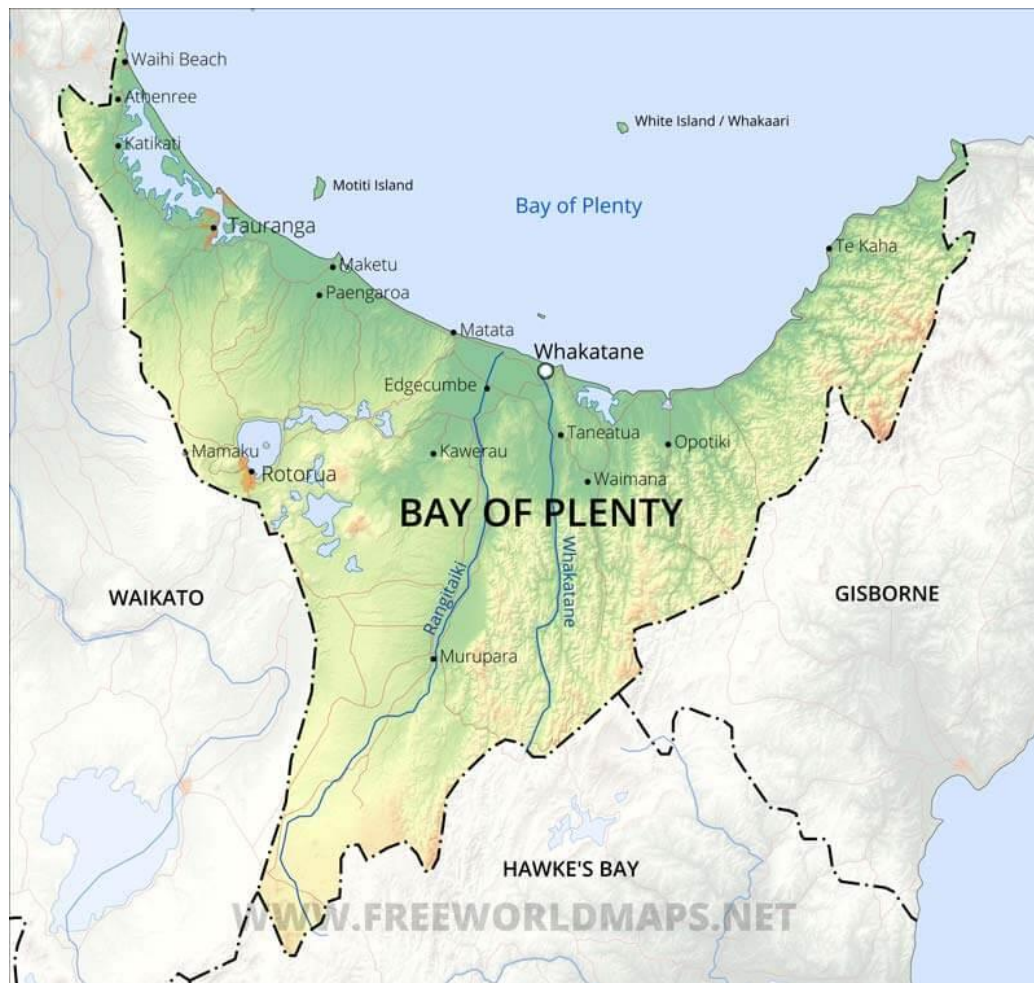 Waihi Beach
Athenree
Katikati
White Island / Whakaari
Motiti Island
Bay of Plenty
Tauranga
Te Kaha
Maketu
Paengaroa
Matata
Whakatane
Edgecumbe
Taneatua
Opotiki
Mamaku
Kawerau
Rotorua
Waimana
BAY OF PLENTY
Whakatane
Rangitaiki
WAIKATO
GISBORNE
Murupara
HAWKE'S BAY
WWW.FREEWORLDMAPS.NET